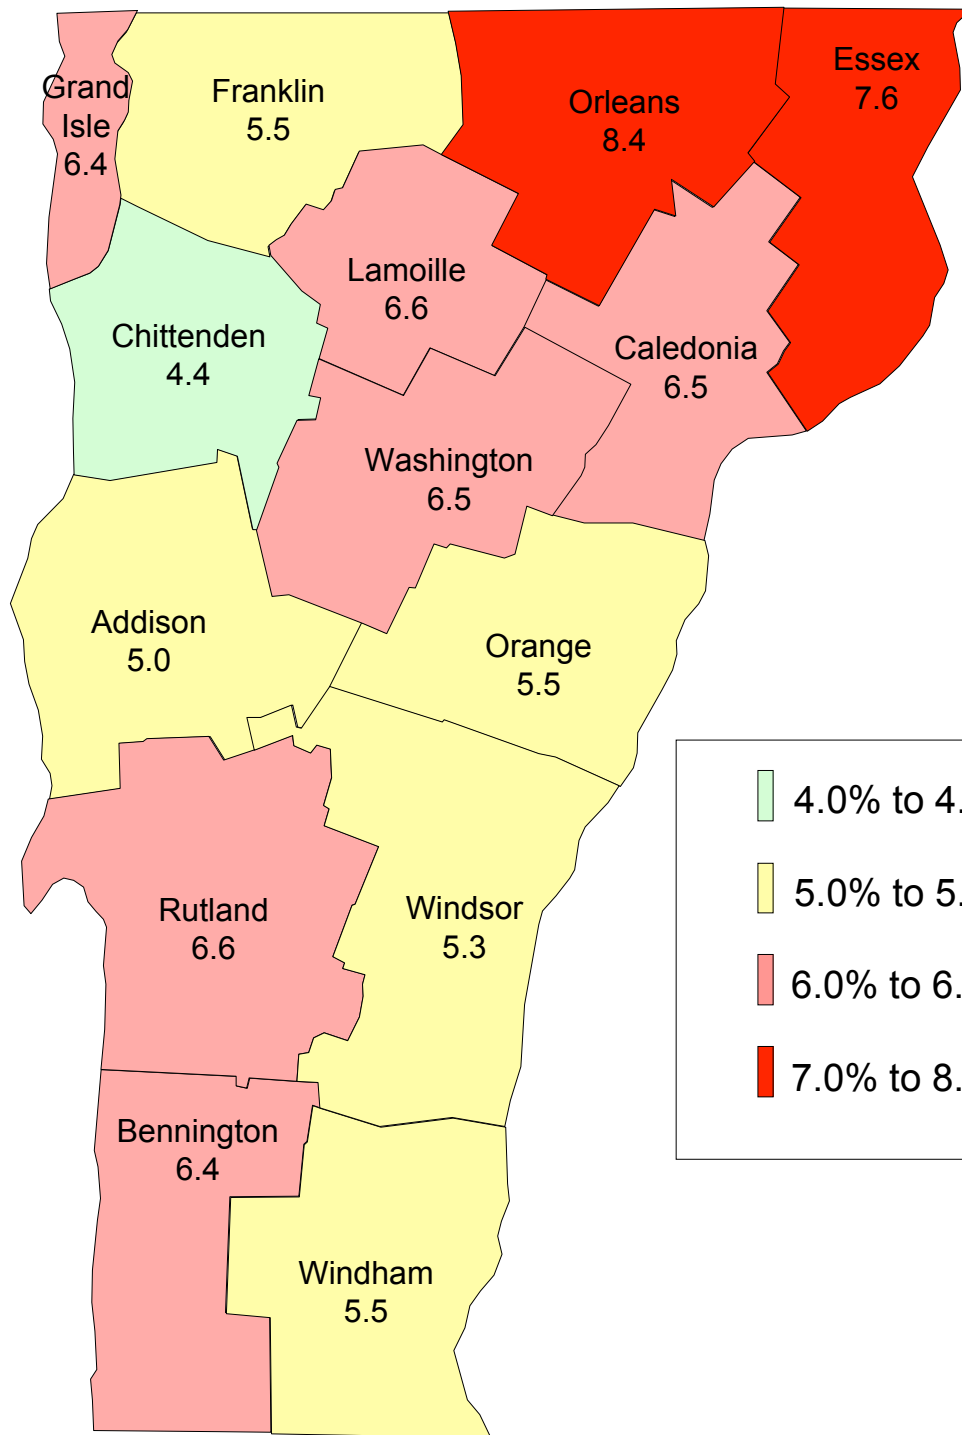 Grand
Isle
6.4
Franklin
5.5
Orleans
8.4
Essex
7.6
Lamoille
6.6
Chittenden
4.4
Caledonia
6.5
Washington
6.5
Addison
5.0
Orange
5.5
Rutland
6.6
Windsor
5.3
Bennington
6.4
Windham
5.5
4.0% to 4.
5.0% to 5.
6.0% to 6.
7.0% to 8.